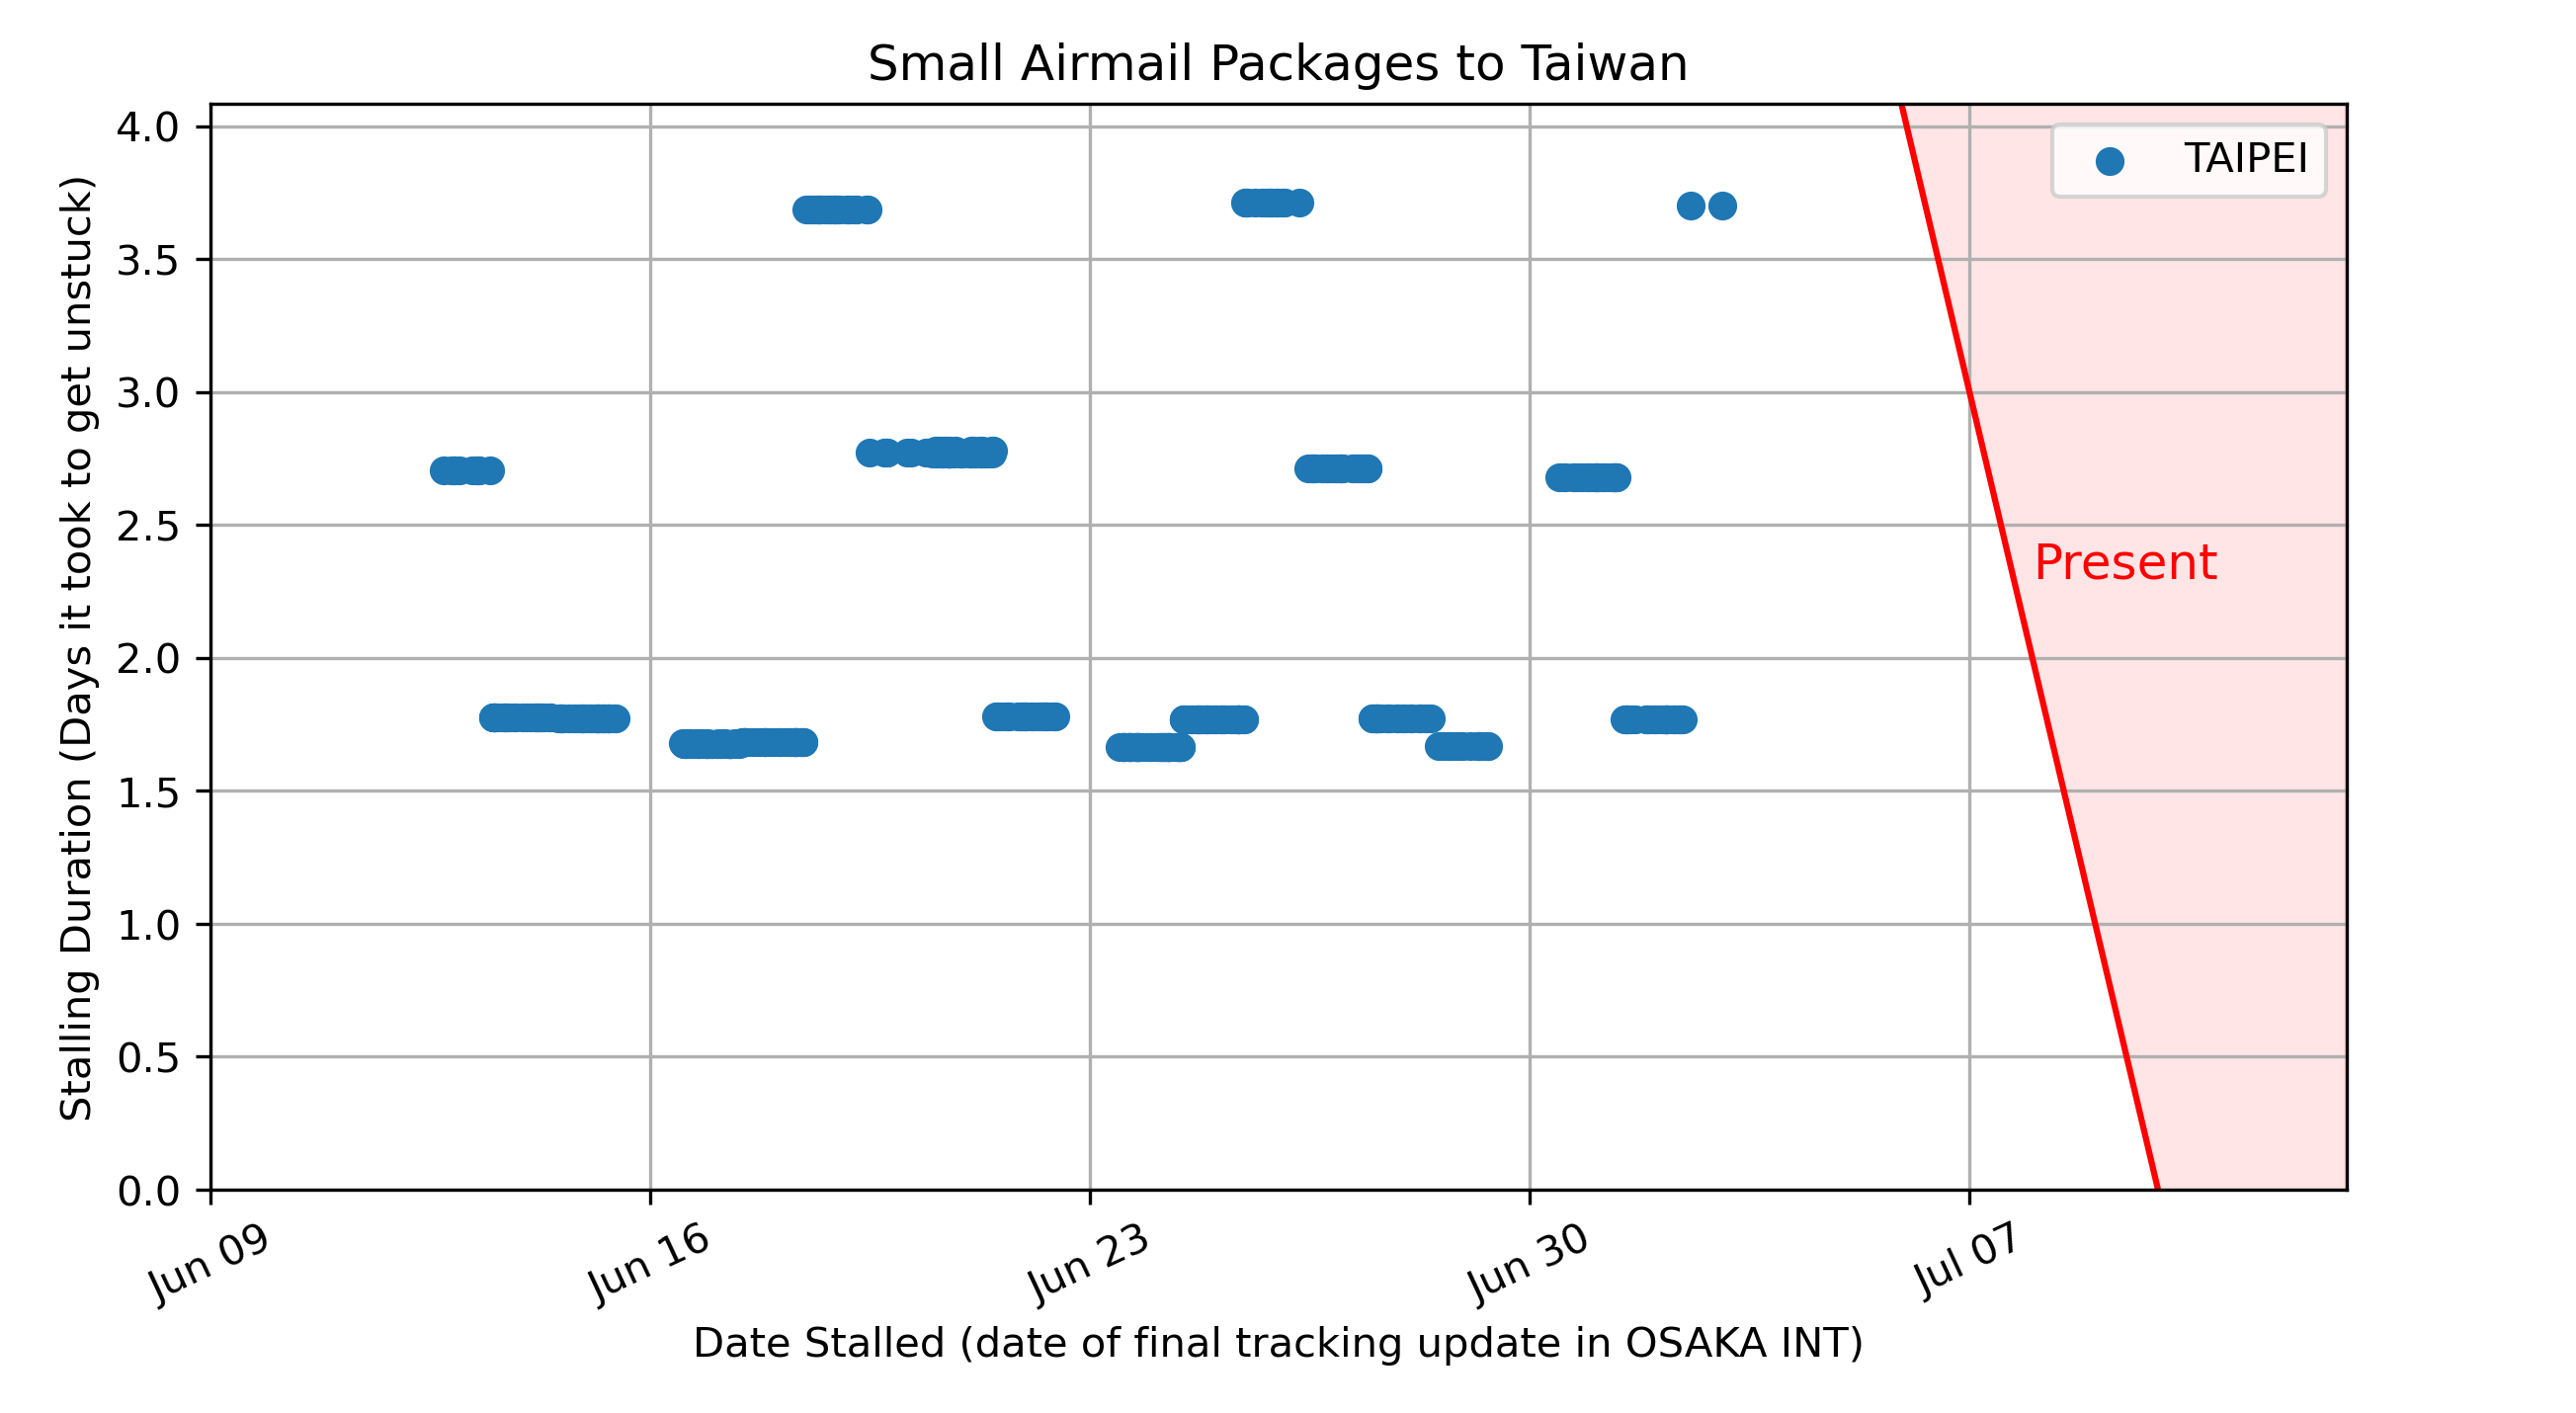 Small Airmail Packages to Taiwan
Stalling Duration (Days it took to get unstuck)
4.0
3.5
3.0
2.5
2.0
1.5
1.0
0.5
0.0
TAIPEI
Present
Jun 09
Jun 16
Jun 23
Jun 30
Jul 07
Date Stalled (date of final tracking update in OSAKA INT)